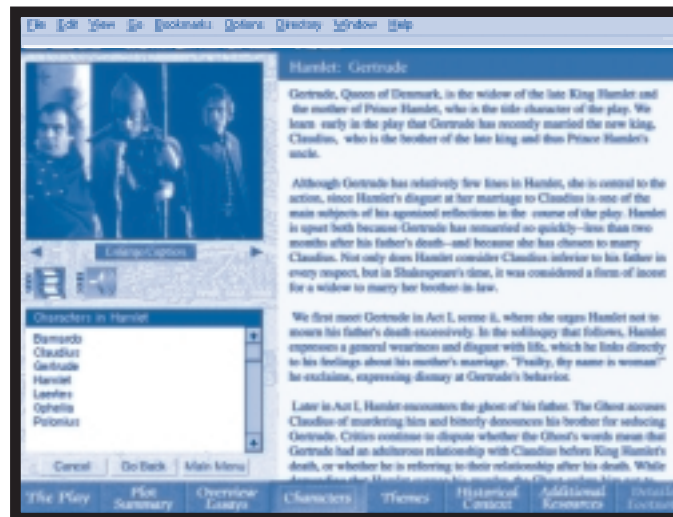 File Edit View Go Bookmarks Options Directory Window Help
Hamlet: Gertrude
Gertrude, Queen of Denmark, is the widow of the late King Hamlet and
the mother of Prince Hamlet, who is the title character of the play. We
learn early in the play that Gertrude has recently married the new king,
Claudius, who is the brother of the late king and thus Prince Hamlet's
uncle.
Although Gertrude has relatively few lines in Hamlet, she is central to the
action, since Hamlet's disgust at her marriage to Claudius is one of the
main subjects of his agonized reflections in the course of the play. Hamlet
is upset both because Gertrude has remarried so quickly—less than two
months after his father's death—and because she has chosen to marry
Claudius. Not only does Hamlet consider Claudius inferior to his father in
every respect, but in Shakespeare's time, it was considered a form of incest
for a widow to marry her brother-in-law.
We first meet Gertrude in Act I, scene ii, where she urges Hamlet not to
mourn his father's death excessively. In the soliloquy that follows, Hamlet
expresses a general weariness and disgust with life, which he links directly
to his feelings about his mother's marriage. "Frailty, thy name is woman!"
he exclaims, expressing dismay at Gertrude's behavior.
Later in Act I, Hamlet encounters the ghost of his father. The Ghost accuses
Claudius of murdering him and bitterly denounces his brother for seducing
Gertrude. Critics continue to dispute whether the Ghost's words mean that
Gertrude had an adulterous relationship with Claudius before King Hamlet's
death, or whether he is referring to their relationship after his death. While
Enlarge/Caption
Characters in Hamlet
Barnardo
Claudius
Gertrude
Hamlet
Laertes
Ophelia
Polonius
Cancel Go Back Main Menu
The Play Plot Summary Overview Essays Characters Themes Historical Context Additional Resources